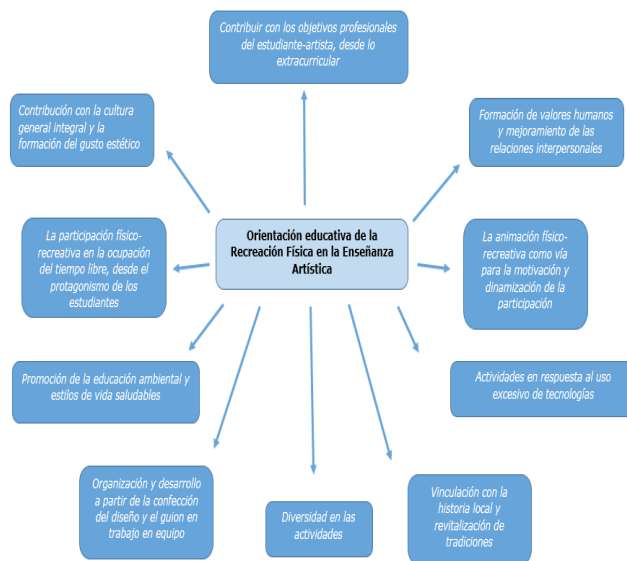 Contribuir con los objetivos profesionales
del estudiante-artista, desde lo
extracurricular
Contribución con la cultura
general integral y la
formación del gusto estético
Formación de valores humanos
y mejoramiento de las
relaciones interpersonales
La participación físico-
recreativa en la ocupación
del tiempo libre, desde el
protagonismo de los
estudiantes
Orientación educativa de la
Recreación Física en la Enseñanza
Artística
La animación físico-
recreativa como vía
para la motivación y
dinamización de la
participación
Promoción de la educación ambiental y
estilos de vida saludables
Actividades en respuesta al uso
excesivo de tecnologías
Organización y desarrollo
a partir de la confección
del diseño y el guion en
trabajo en equipo
Diversidad en las
actividades
Vinculación con la
historia local y
revitalización de
tradiciones